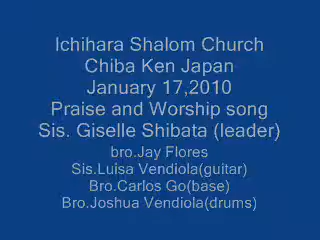 Ichihara Shalom Church
Chiba Ken Japan
January 17,2010
Praise and Worship song
Sis. Giselle Shibata (leader)
bro.Jay Flores
Sis.Luisa Vendiola(guitar)
Bro.Carlos Go(base)
Bro.Joshua Vendiola(drums)